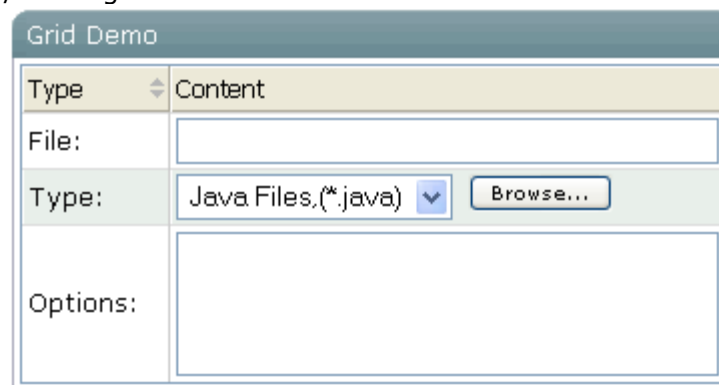 Grid Demo
Type Content
File:
Type: Java Files,(*.java) Browse...
Options: